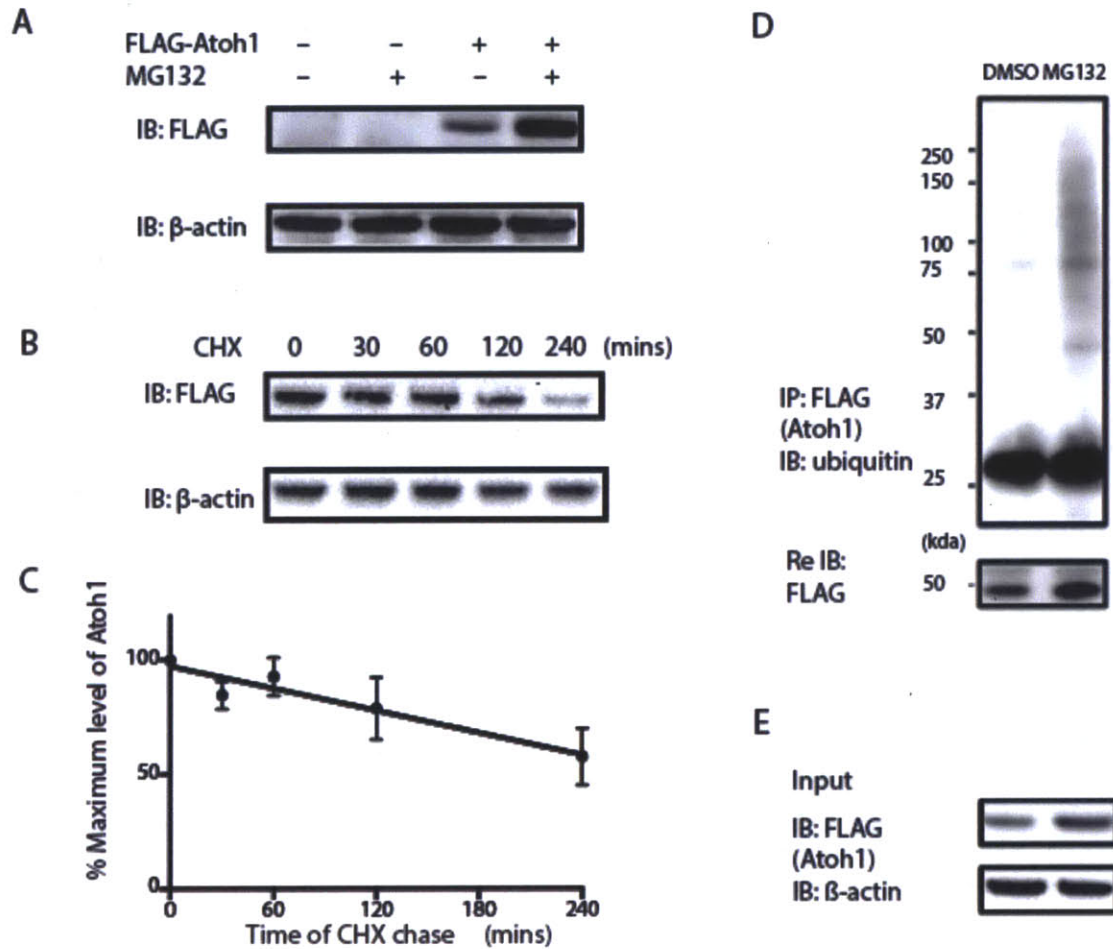 A
FLAG-Atoh1 – – + +
MG132 – + – +
IB: FLAG
IB: β-actin
B
CHX 0 30 60 120 240 (mins)
IB: FLAG
IB: β-actin
C
% Maximum level of Atoh1
100
50
0
0 60 120 180 240
Time of CHX chase (mins)
D
DMSO MG132
250
150
100
75
50
37
25
IP: FLAG
(Atoh1)
IB: ubiquitin
(kda)
Re IB:
FLAG
50
E
Input
IB: FLAG
(Atoh1)
IB: ß-actin